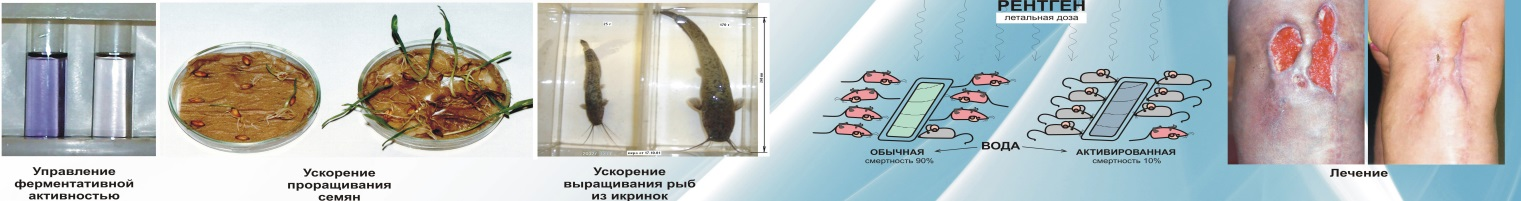 Управление
ферментативной
активностью
Ускорение
проращивания
семян
Ускорение
выращивания рыб
из икринок
РЕНТГЕН
летальная доза
ОБЫЧНАЯ
смертность 90%
ВОДА
АКТИВИРОВАННАЯ
смертность 10%
Лечение